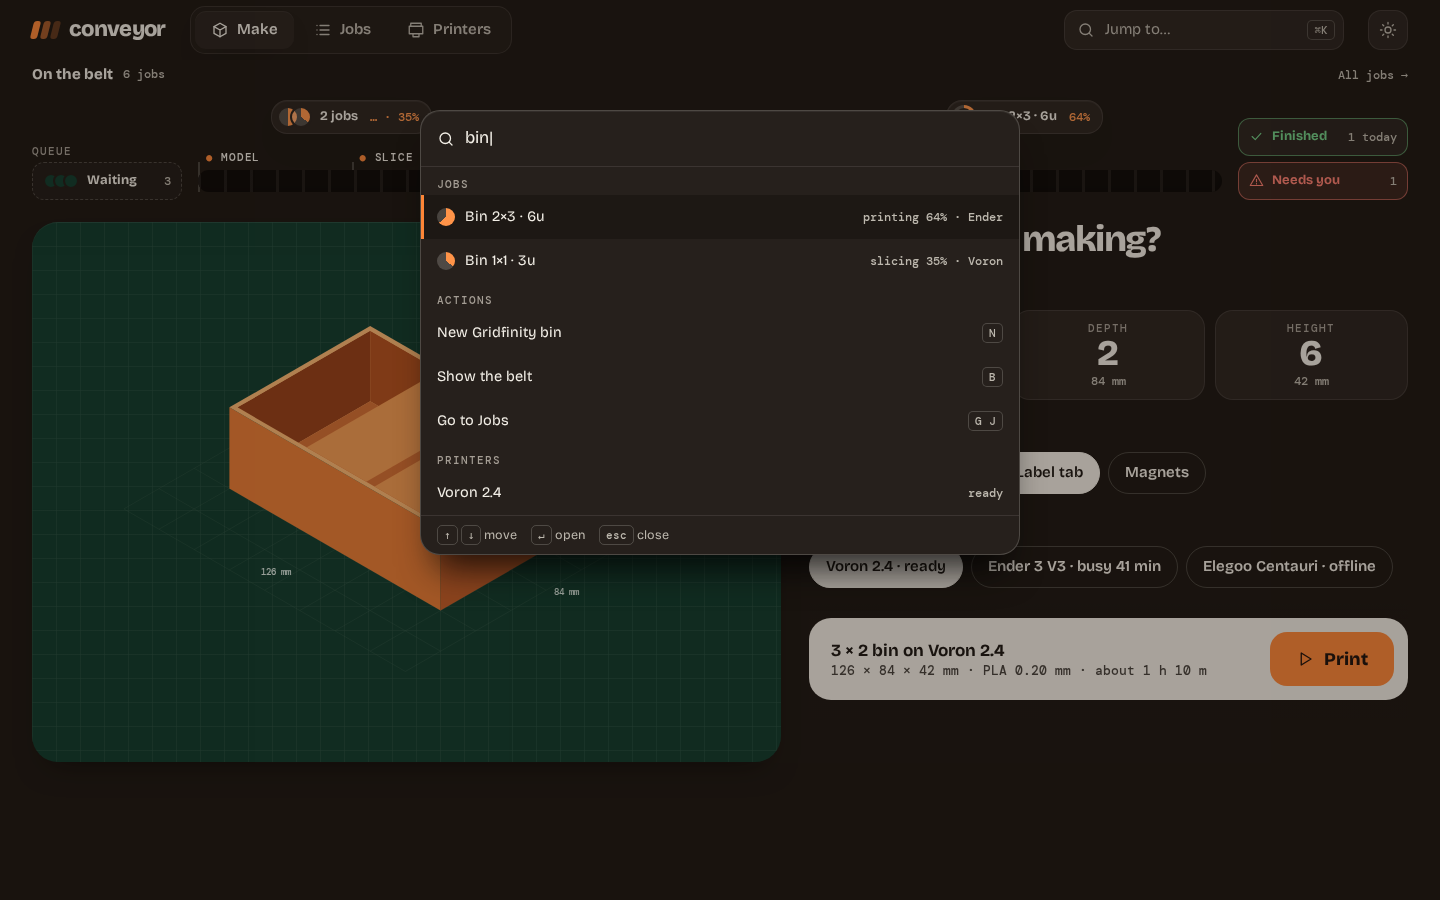 conveyor
Make
Jobs
Printers
Jump to...
⌘K
On the belt 6 jobs
All jobs →
2 jobs … · 35%
2×3 · 6u 64%
QUEUE
Waiting 3
MODEL
SLICE
Finished 1 today
Needs you 1
bin
JOBS
Bin 2×3 · 6u printing 64% · Ender
Bin 1×1 · 3u slicing 35% · Voron
ACTIONS
New Gridfinity bin N
Show the belt B
Go to Jobs G J
PRINTERS
Voron 2.4 ready
↑ ↓ move ↵ open esc close
making?
DEPTH
2
84 mm
HEIGHT
6
42 mm
Label tab
Magnets
Voron 2.4 · ready
Ender 3 V3 · busy 41 min
Elegoo Centauri · offline
126 mm
84 mm
3 × 2 bin on Voron 2.4
126 × 84 × 42 mm · PLA 0.20 mm · about 1 h 10 m
Print